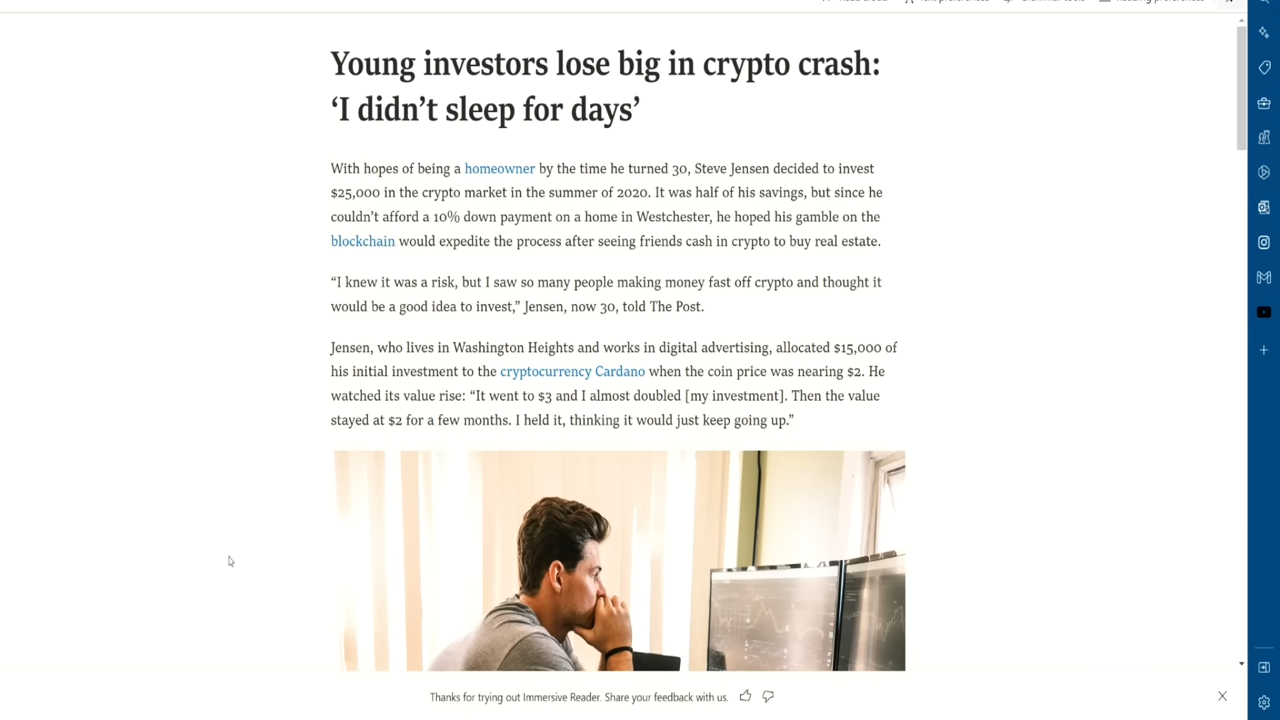 Young investors lose big in crypto crash:
‘I didn’t sleep for days’
With hopes of being a homeowner by the time he turned 30, Steve Jensen decided to invest
$25,000 in the crypto market in the summer of 2020. It was half of his savings, but since he
couldn’t afford a 10% down payment on a home in Westchester, he hoped his gamble on the
blockchain would expedite the process after seeing friends cash in crypto to buy real estate.
“I knew it was a risk, but I saw so many people making money fast off crypto and thought it
would be a good idea to invest,” Jensen, now 30, told The Post.
Jensen, who lives in Washington Heights and works in digital advertising, allocated $15,000 of
his initial investment to the cryptocurrency Cardano when the coin price was nearing $2. He
watched its value rise: “It went to $3 and I almost doubled [my investment]. Then the value
stayed at $2 for a few months. I held it, thinking it would just keep going up.”
Thanks for trying out Immersive Reader. Share your feedback with us.